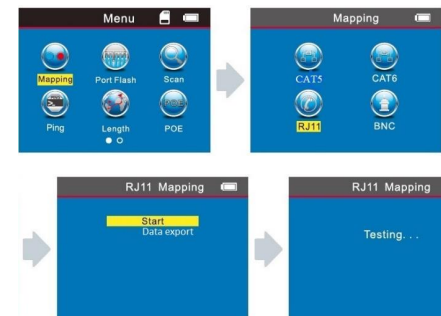 Menu
Mapping
Port Flash
Scan
Ping
Length
POE
Mapping
CAT5
CAT6
RJ11
BNC
RJ11 Mapping
Start
Data export
RJ11 Mapping
Testing. . .